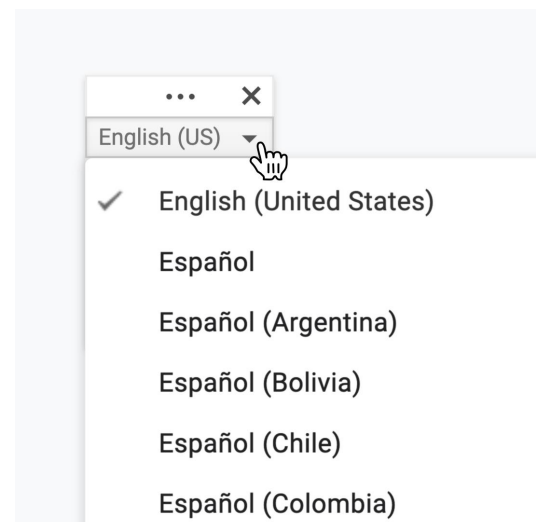 English (US)
English (United States)
Español
Español (Argentina)
Español (Bolivia)
Español (Chile)
Español (Colombia)